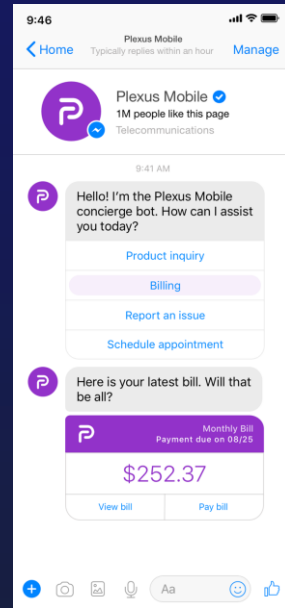 9:46
Plexus Mobile
Home
Typically replies within an hour
Manage
Plexus Mobile
1M people like this page
Telecommunications
9:41 AM
Hello! I'm the Plexus Mobile
concierge bot. How can I assist
you today?
Product inquiry
Billing
Report an issue
Schedule appointment
Here is your latest bill. Will that
be all?
Monthly Bill
Payment due on 08/25
$252.37
View bill
Pay bill
Aa